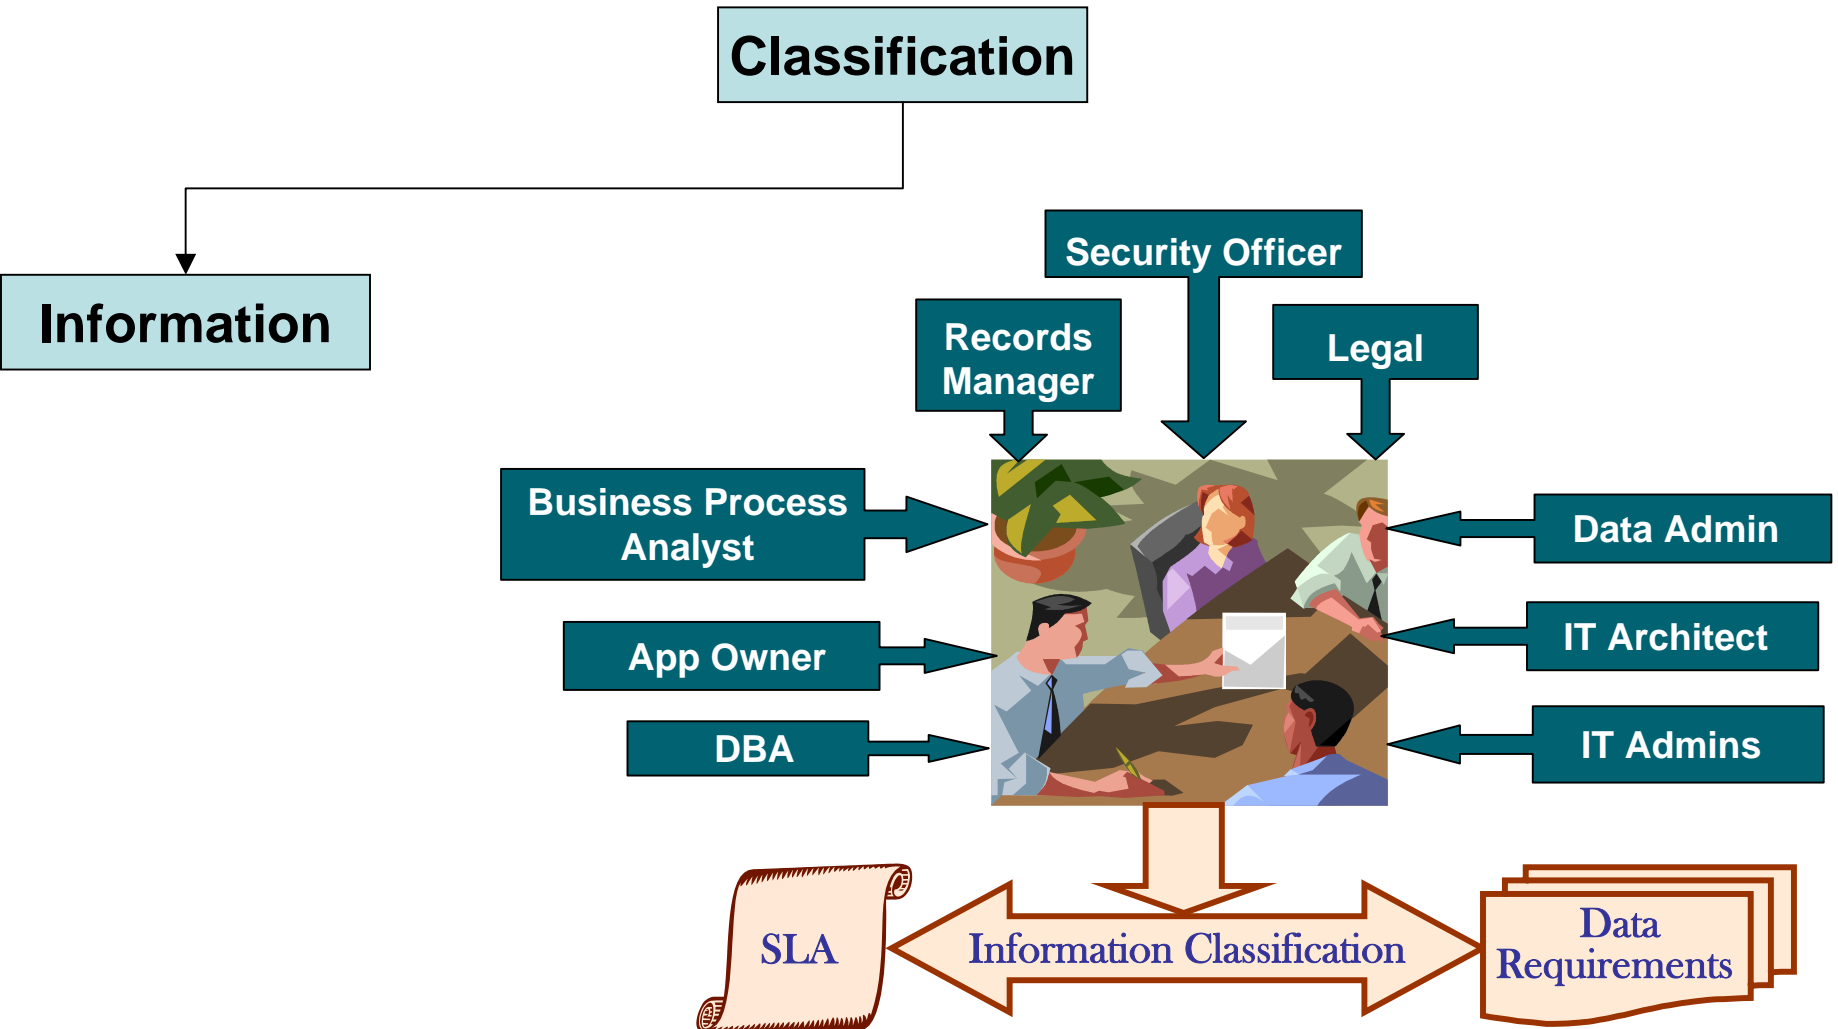 Classification
Information
Security Officer
Records
Manager
Legal
Business Process
Analyst
Data Admin
App Owner
IT Architect
DBA
IT Admins
SLA
Information Classification
Data
Requirements